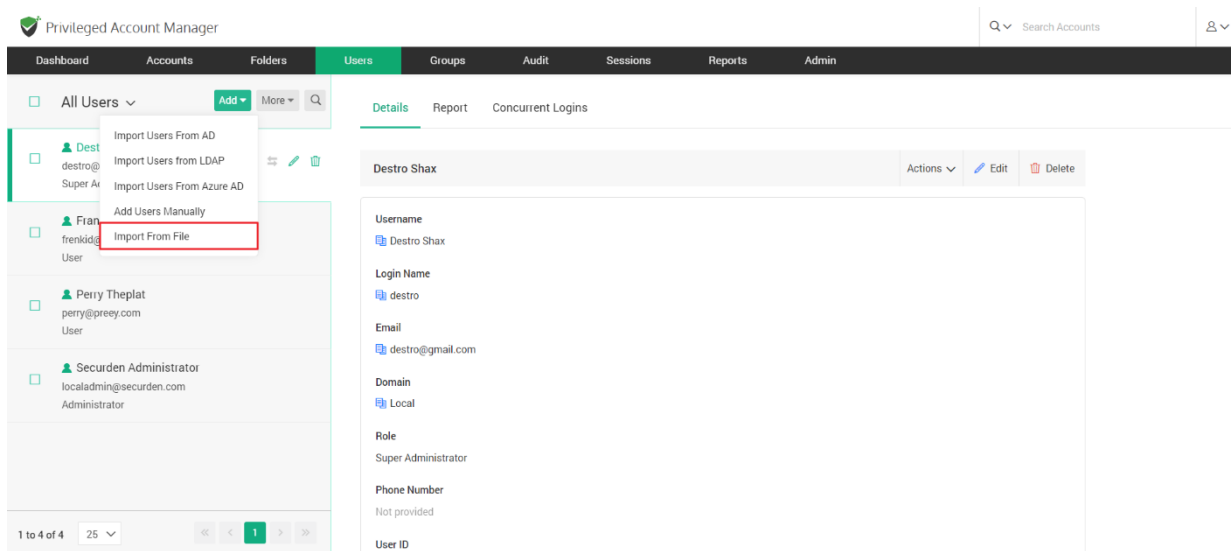 Privileged Account Manager
Search Accounts
Dashboard Accounts Folders Users Groups Audit Sessions Reports Admin
All Users Add More
Details Report Concurrent Logins
Import Users From AD
Import Users from LDAP
Import Users From Azure AD
Add Users Manually
Import From File
Dest
destro@
Super Ad
Fran
frenkid@
User
Perry Theplat
perry@preey.com
User
Securden Administrator
localadmin@securden.com
Administrator
1 to 4 of 4 25 « < 1 > »
Destro Shax Actions Edit Delete
Username
Destro Shax
Login Name
destro
Email
destro@gmail.com
Domain
Local
Role
Super Administrator
Phone Number
Not provided
User ID